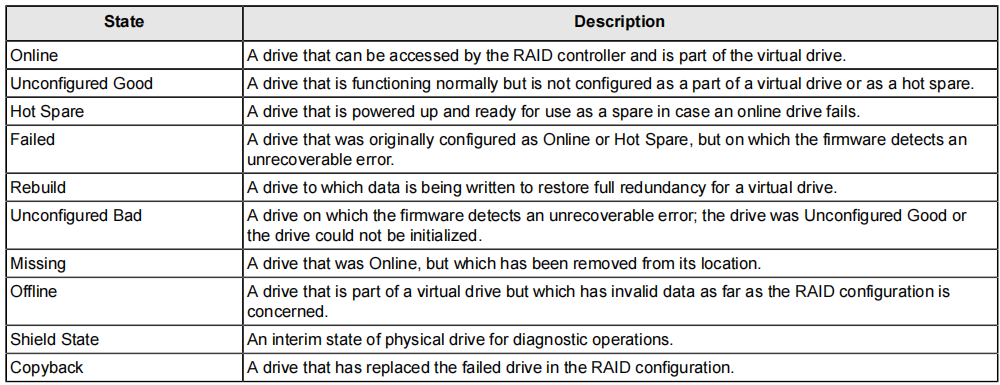 State Description
Online A drive that can be accessed by the RAID controller and is part of the virtual drive.
Unconfigured Good A drive that is functioning normally but is not configured as a part of a virtual drive or as a hot spare.
Hot Spare A drive that is powered up and ready for use as a spare in case an online drive fails.
Failed A drive that was originally configured as Online or Hot Spare, but on which the firmware detects an
unrecoverable error.
Rebuild A drive to which data is being written to restore full redundancy for a virtual drive.
Unconfigured Bad A drive on which the firmware detects an unrecoverable error; the drive was Unconfigured Good or
the drive could not be initialized.
Missing A drive that was Online, but which has been removed from its location.
Offline A drive that is part of a virtual drive but which has invalid data as far as the RAID configuration is
concerned.
Shield State An interim state of physical drive for diagnostic operations.
Copyback A drive that has replaced the failed drive in the RAID configuration.